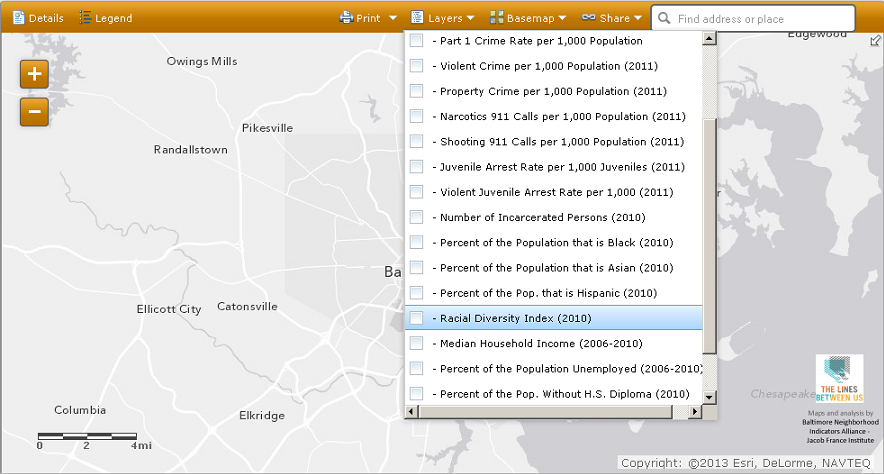 Details Legend Print Layers Basemap Share Find address or place
Edgewood
- Part 1 Crime Rate per 1,000 Population
- Violent Crime per 1,000 Population (2011)
- Property Crime per 1,000 Population (2011)
- Narcotics 911 Calls per 1,000 Population (2011)
- Shooting 911 Calls per 1,000 Population (2011)
- Juvenile Arrest Rate per 1,000 Juveniles (2011)
- Violent Juvenile Arrest Rate per 1,000 (2011)
- Number of Incarcerated Persons (2010)
- Percent of the Population that is Black (2010)
- Percent of the Population that is Asian (2010)
- Percent of the Pop. that is Hispanic (2010)
- Racial Diversity Index (2010)
- Median Household Income (2006-2010)
- Percent of the Population Unemployed (2006-2010)
- Percent of the Pop. Without H.S. Diploma (2010)
+
−
Owings Mills
Pikesville
Randallstown
Ba
Ellicott City
Catonsville
Columbia
Elkridge
0 2 4mi
Chesapeake
THE LINES
BETWEEN US
Maps and analysis by
Baltimore Neighborhood
Indicators Alliance -
Jacob France Institute
Copyright: ©2013 Esri, DeLorme, NAVTEQ